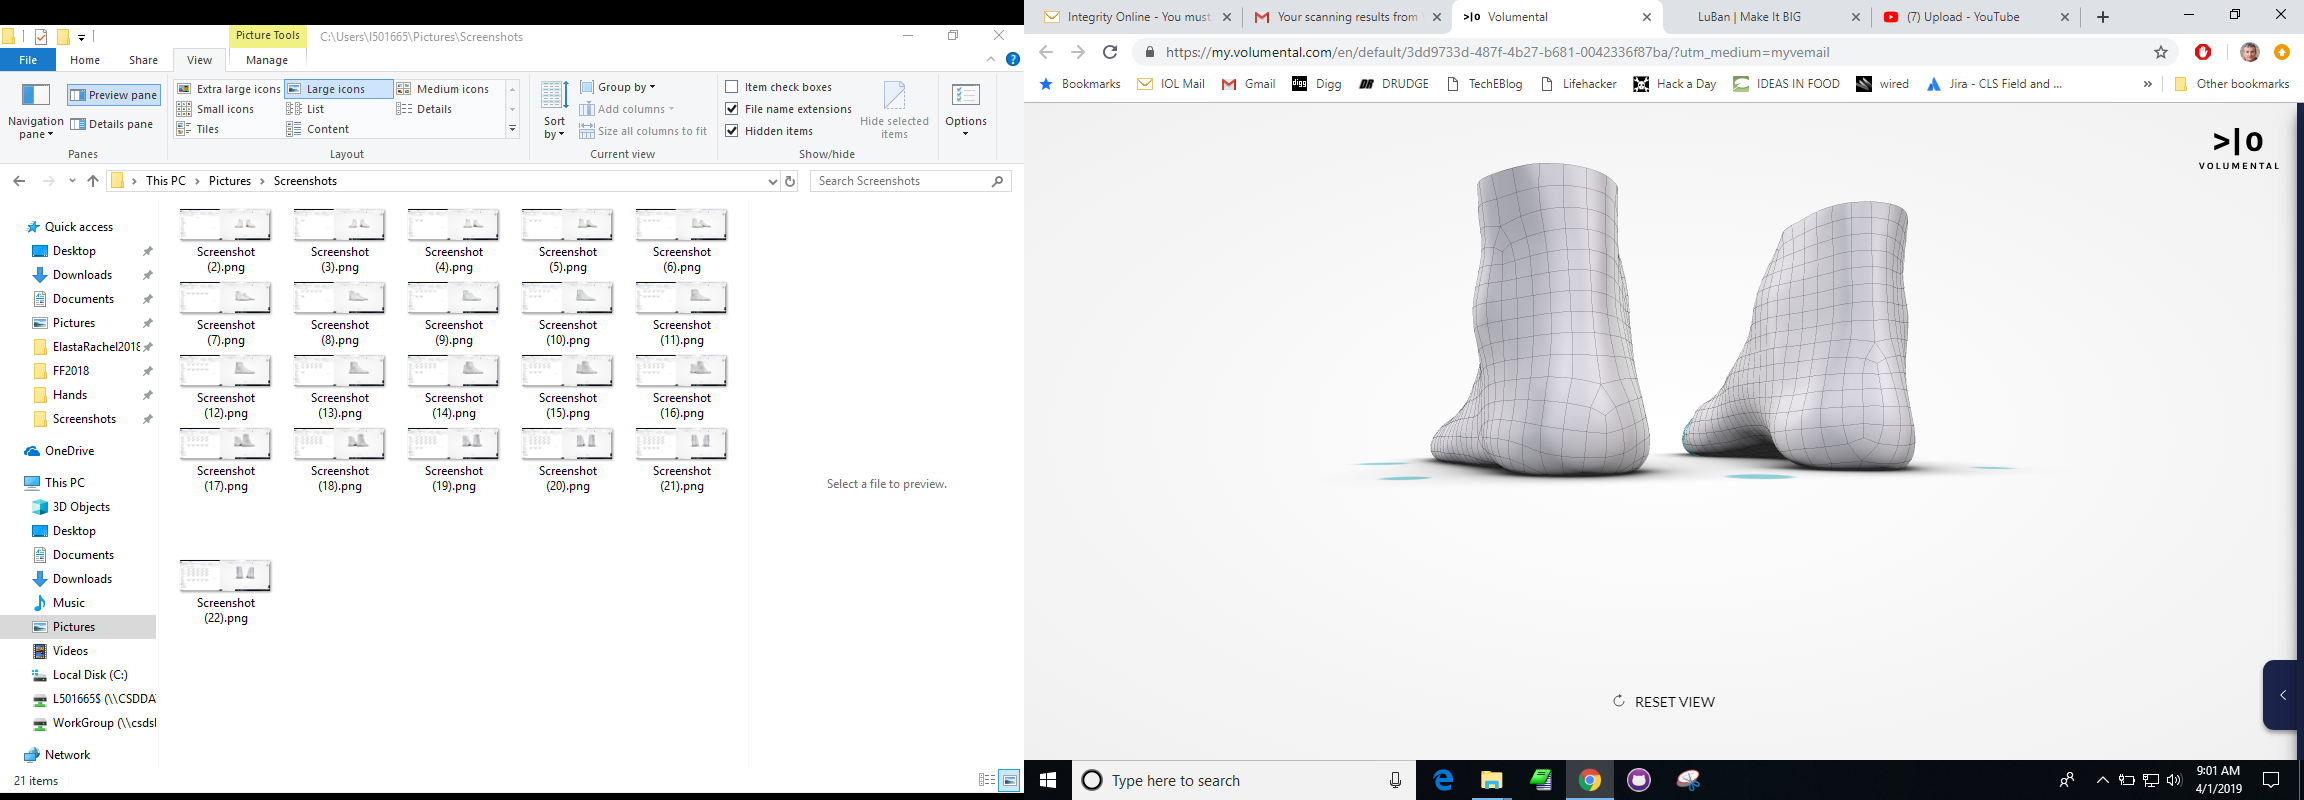 Picture Tools
C:\Users\I501665\Pictures\Screenshots
File
Home
Share
View
Manage
Navigation pane
Preview pane
Details pane
Panes
Extra large icons
Large icons
Medium icons
Small icons
List
Details
Tiles
Content
Layout
Sort by
Group by
Add columns
Size all columns to fit
Current view
Item check boxes
File name extensions
Hidden items
Hide selected items
Show/hide
Options
This PC
Pictures
Screenshots
Search Screenshots
Quick access
Desktop
Downloads
Documents
Pictures
ElastaRachel2018
FF2018
Hands
Screenshots
OneDrive
This PC
3D Objects
Desktop
Documents
Downloads
Music
Pictures
Videos
Local Disk (C:)
L501665$ (\\CSDDA
WorkGroup (\\csdsl
Network
21 items
Screenshot (2).png
Screenshot (3).png
Screenshot (4).png
Screenshot (5).png
Screenshot (6).png
Screenshot (7).png
Screenshot (8).png
Screenshot (9).png
Screenshot (10).png
Screenshot (11).png
Screenshot (12).png
Screenshot (13).png
Screenshot (14).png
Screenshot (15).png
Screenshot (16).png
Screenshot (17).png
Screenshot (18).png
Screenshot (19).png
Screenshot (20).png
Screenshot (21).png
Screenshot (22).png
Select a file to preview.
Integrity Online - You must
Your scanning results from
>|o Volumental
LuBan | Make It BIG
(7) Upload - YouTube
https://my.volumental.com/en/default/3dd9733d-487f-4b27-b681-0042336f87ba/?utm_medium=myvemail
Bookmarks
IOL Mail
Gmail
digg Digg
DR DRUDGE
TechEBlog
Lifehacker
Hack a Day
IDEAS IN FOOD
wired
Jira - CLS Field and ...
»
Other bookmarks
>|o
VOLUMENTAL
RESET VIEW
Type here to search
9:01 AM
4/1/2019